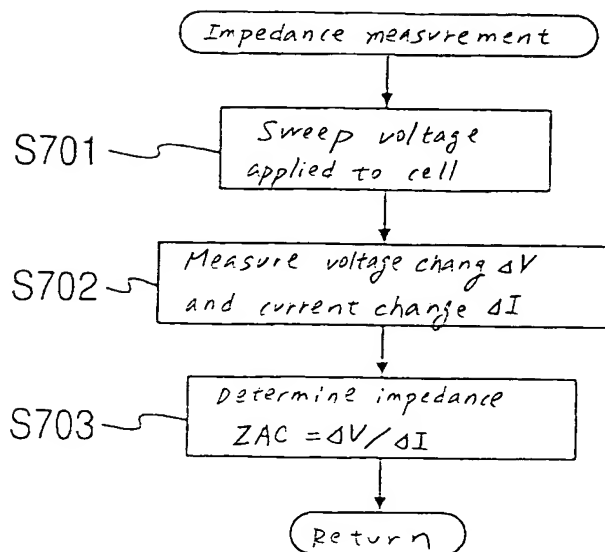 Impedance measurement
S701
Sweep voltage
applied to cell
S702
Measure voltage chang ΔV
and current change ΔI
S703
Determine impedance
ZAC = ΔV/ΔI
Return